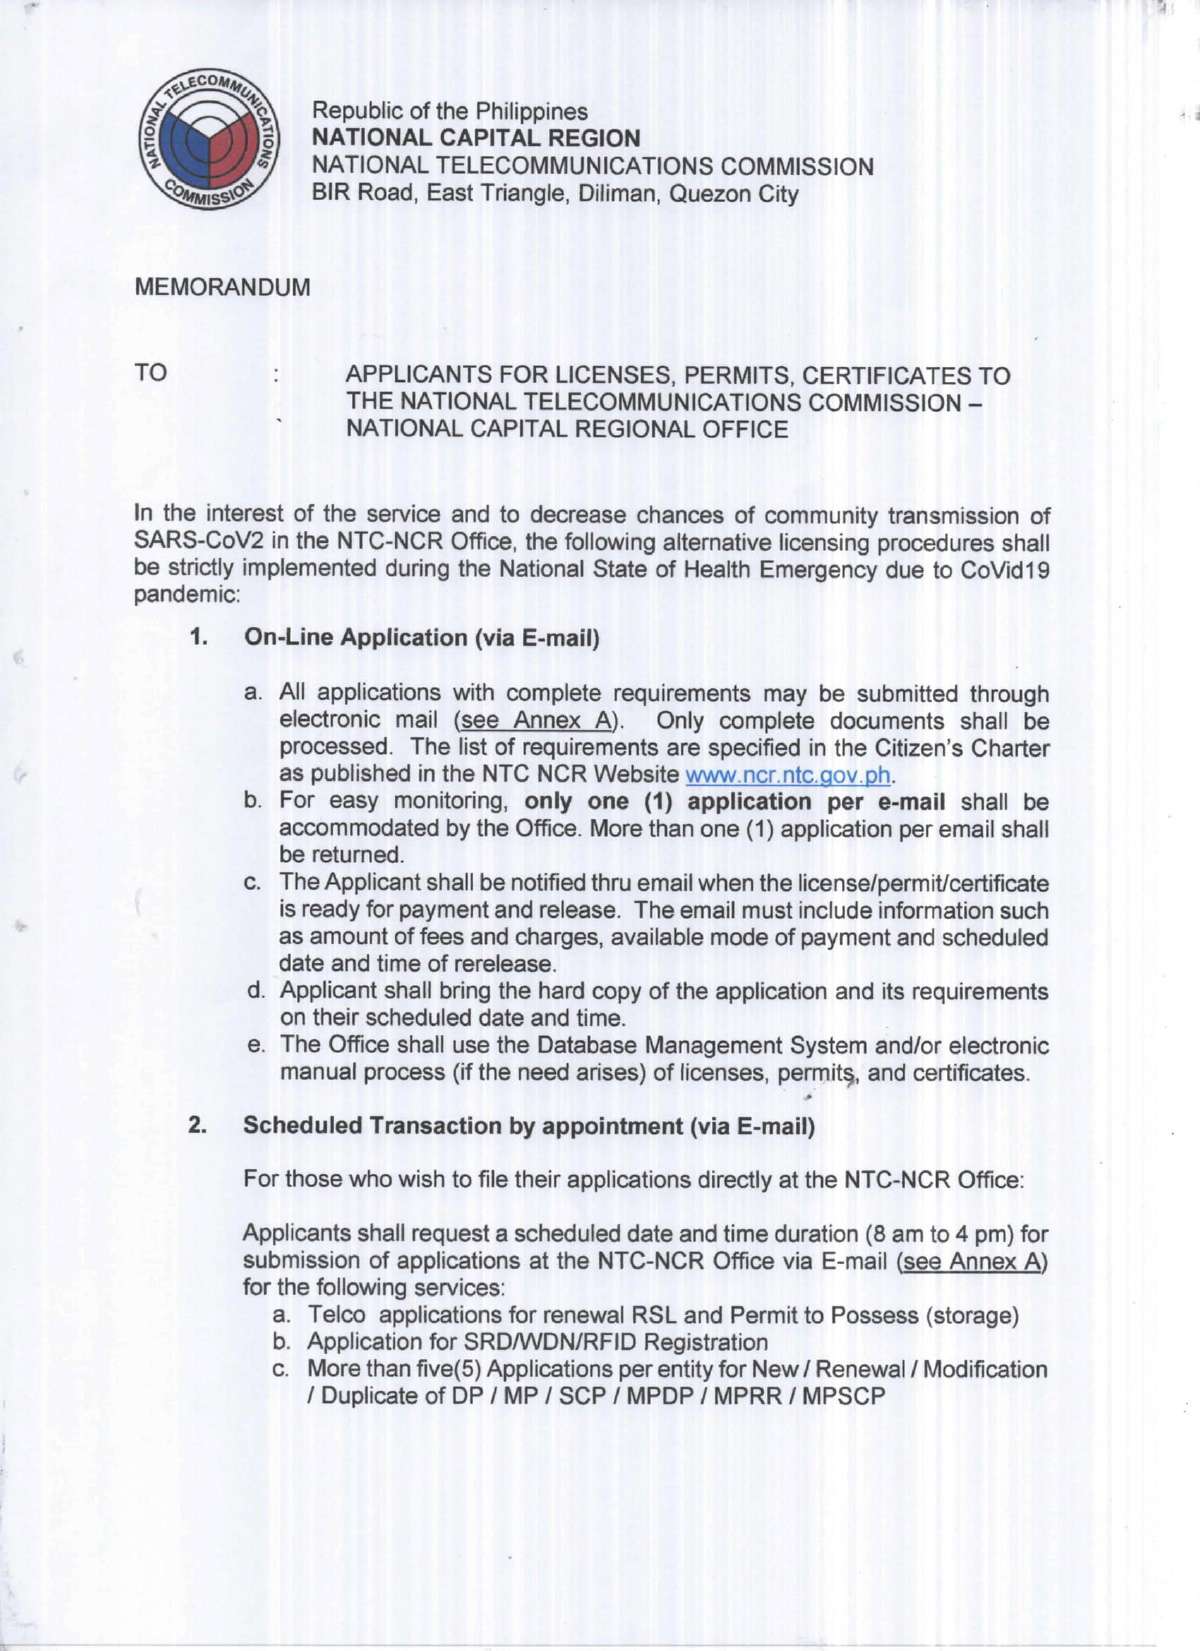 NATIONAL TELECOMMUNICATIONS COMMISSION
Republic of the Philippines
NATIONAL CAPITAL REGION
NATIONAL TELECOMMUNICATIONS COMMISSION
BIR Road, East Triangle, Diliman, Quezon City
MEMORANDUM
TO : APPLICANTS FOR LICENSES, PERMITS, CERTIFICATES TO
THE NATIONAL TELECOMMUNICATIONS COMMISSION –
NATIONAL CAPITAL REGIONAL OFFICE
In the interest of the service and to decrease chances of community transmission of
SARS-CoV2 in the NTC-NCR Office, the following alternative licensing procedures shall
be strictly implemented during the National State of Health Emergency due to CoVid19
pandemic:
1. On-Line Application (via E-mail)
a. All applications with complete requirements may be submitted through
electronic mail (see Annex A). Only complete documents shall be
processed. The list of requirements are specified in the Citizen's Charter
as published in the NTC NCR Website www.ncr.ntc.gov.ph.
b. For easy monitoring, only one (1) application per e-mail shall be
accommodated by the Office. More than one (1) application per email shall
be returned.
c. The Applicant shall be notified thru email when the license/permit/certificate
is ready for payment and release. The email must include information such
as amount of fees and charges, available mode of payment and scheduled
date and time of rerelease.
d. Applicant shall bring the hard copy of the application and its requirements
on their scheduled date and time.
e. The Office shall use the Database Management System and/or electronic
manual process (if the need arises) of licenses, permits, and certificates.
2. Scheduled Transaction by appointment (via E-mail)
For those who wish to file their applications directly at the NTC-NCR Office:
Applicants shall request a scheduled date and time duration (8 am to 4 pm) for
submission of applications at the NTC-NCR Office via E-mail (see Annex A)
for the following services:
a. Telco applications for renewal RSL and Permit to Possess (storage)
b. Application for SRD/WDN/RFID Registration
c. More than five(5) Applications per entity for New / Renewal / Modification
/ Duplicate of DP / MP / SCP / MPDP / MPRR / MPSCP